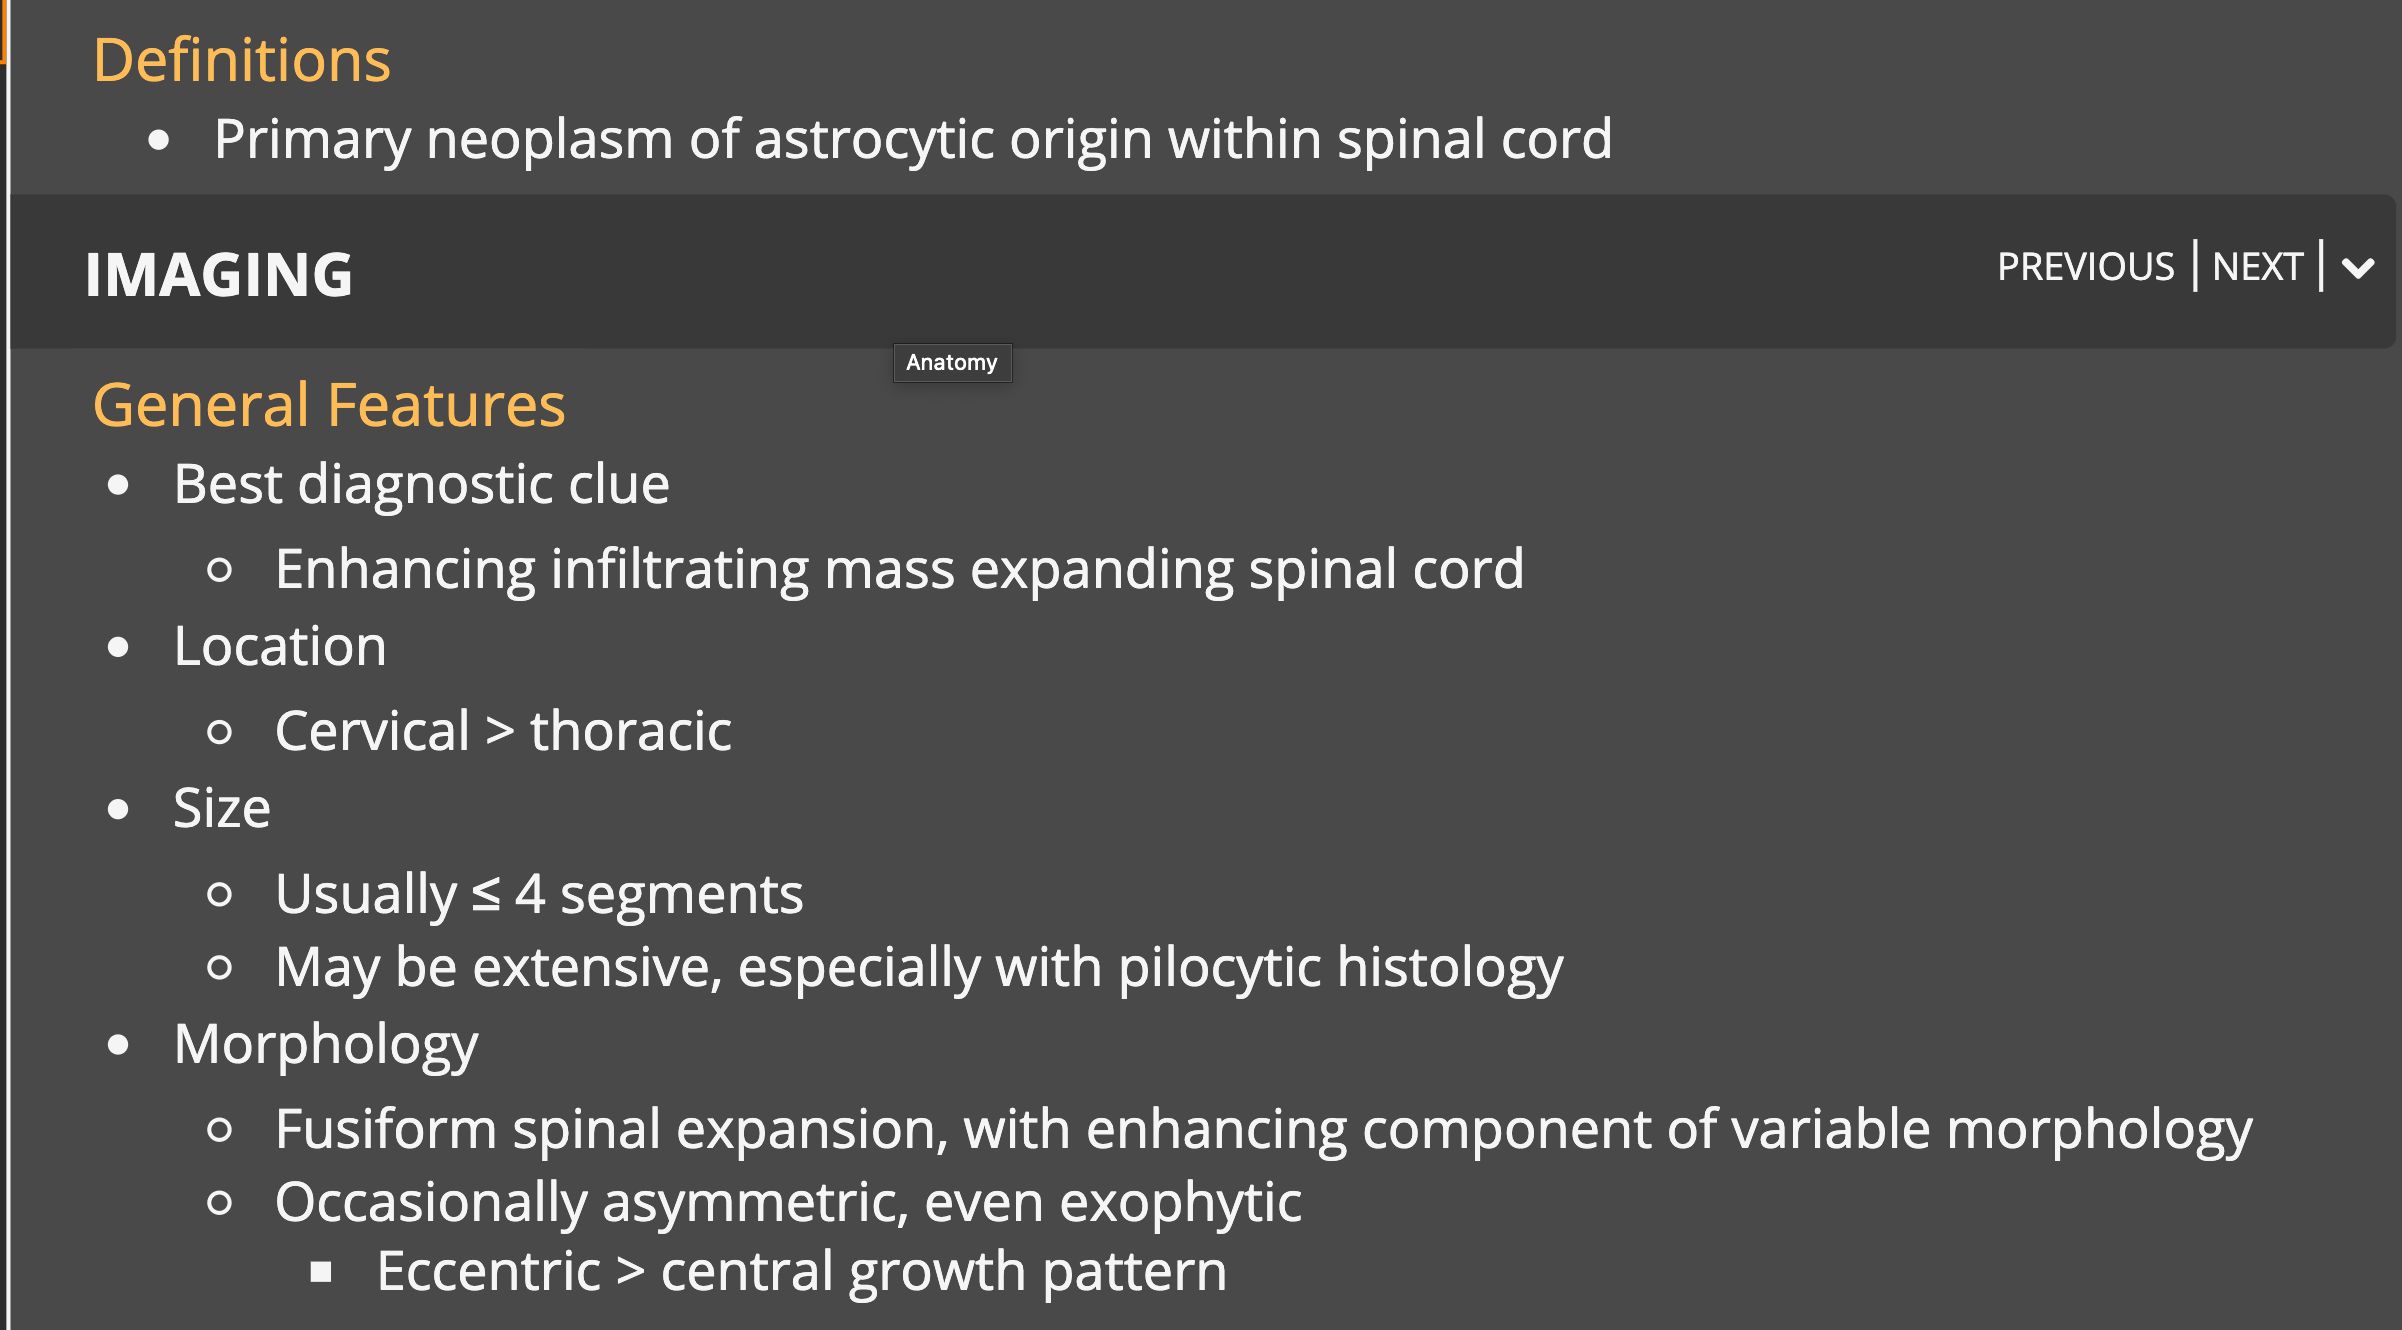 Definitions
• Primary neoplasm of astrocytic origin within spinal cord
IMAGING
PREVIOUS | NEXT |
Anatomy
General Features
• Best diagnostic clue
○ Enhancing infiltrating mass expanding spinal cord
• Location
○ Cervical > thoracic
• Size
○ Usually ≤ 4 segments
○ May be extensive, especially with pilocytic histology
• Morphology
○ Fusiform spinal expansion, with enhancing component of variable morphology
○ Occasionally asymmetric, even exophytic
■ Eccentric > central growth pattern